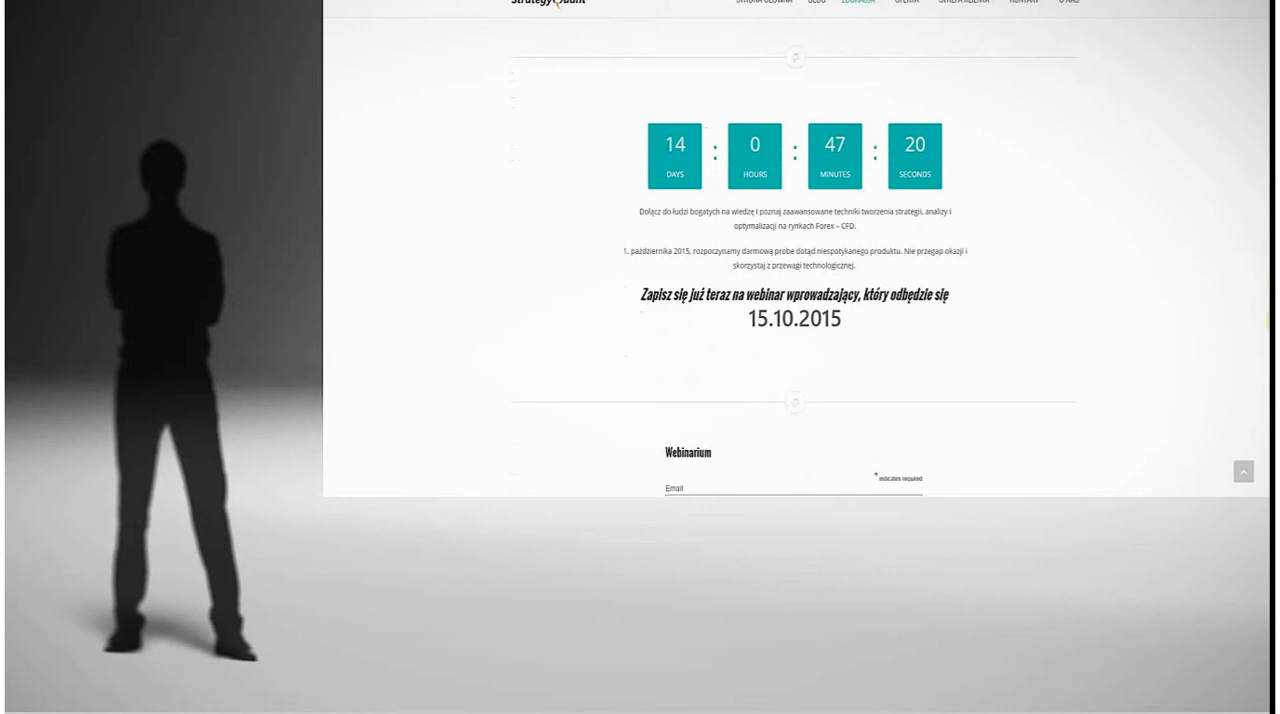 14 : 0 : 47 : 20
DAYS HOURS MINUTES SECONDS
Dołącz do ludzi bogatych na wiedzę i poznaj zaawansowane techniki tworzenia strategii, analizy i
optymalizacji na rynkach Forex – CFD.
1. października 2015, rozpoczynamy darmową probe dotąd niespotykanego produktu. Nie przegap okazji i
skorzystaj z przewagi technologicznej.
Zapisz się już teraz na webinar wprowadzający, który odbędzie się
15.10.2015
Webinarium
* indicates required
Email